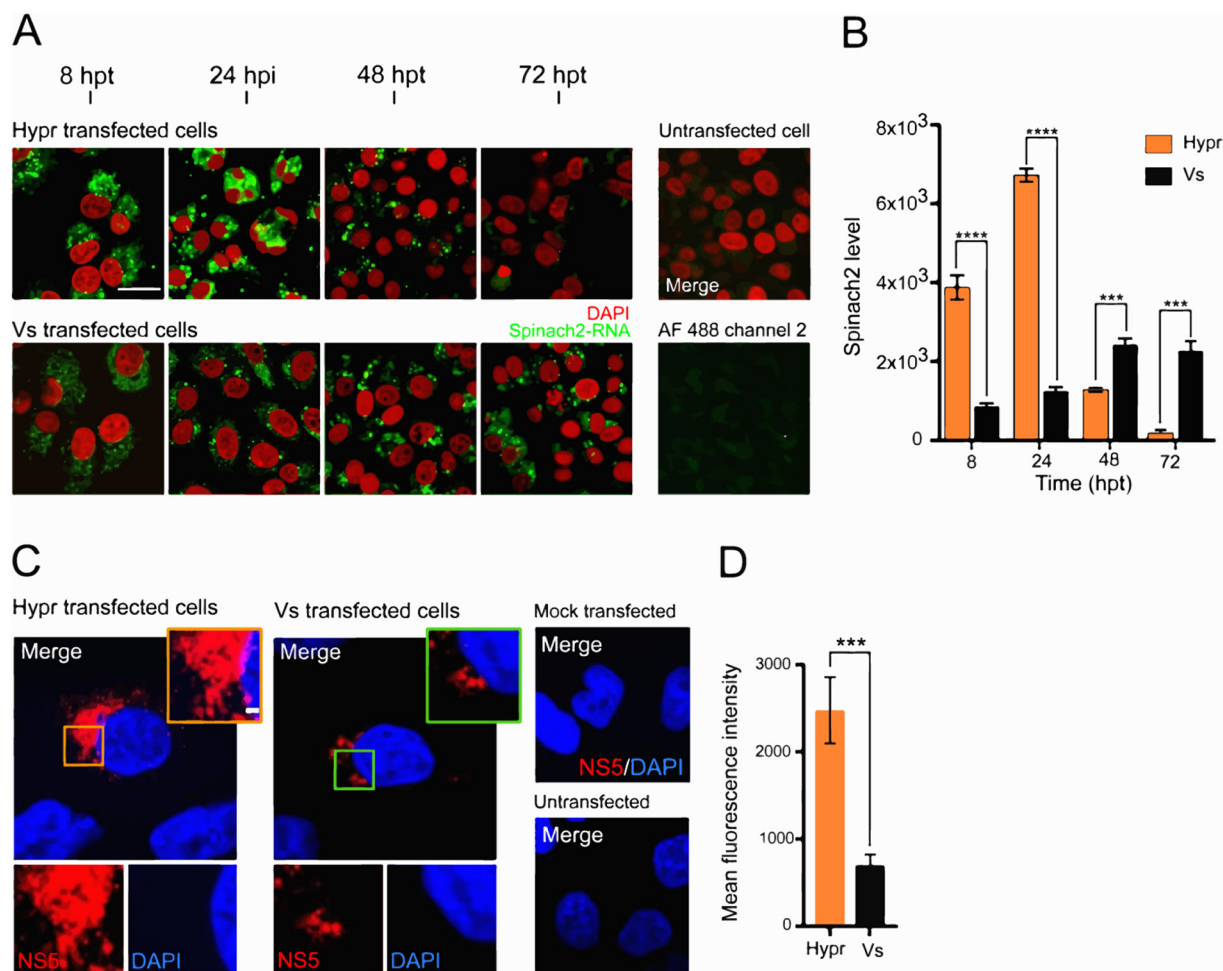 A
8 hpt
24 hpi
48 hpt
72 hpt
Hypr transfected cells
Untransfected cell
Merge
DAPI
Spinach2-RNA
Vs transfected cells
AF 488 channel 2
B
8x10³
6x10³
4x10³
2x10³
0
Spinach2 level
****
****
***
***
Hypr
Vs
8
24
48
72
Time (hpt)
C
Hypr transfected cells
Merge
NS5
DAPI
Vs transfected cells
Merge
NS5
DAPI
Mock transfected
Merge
NS5/DAPI
Untransfected
Merge
D
***
3000
2000
1000
0
Mean fluorescence intensity
Hypr
Vs